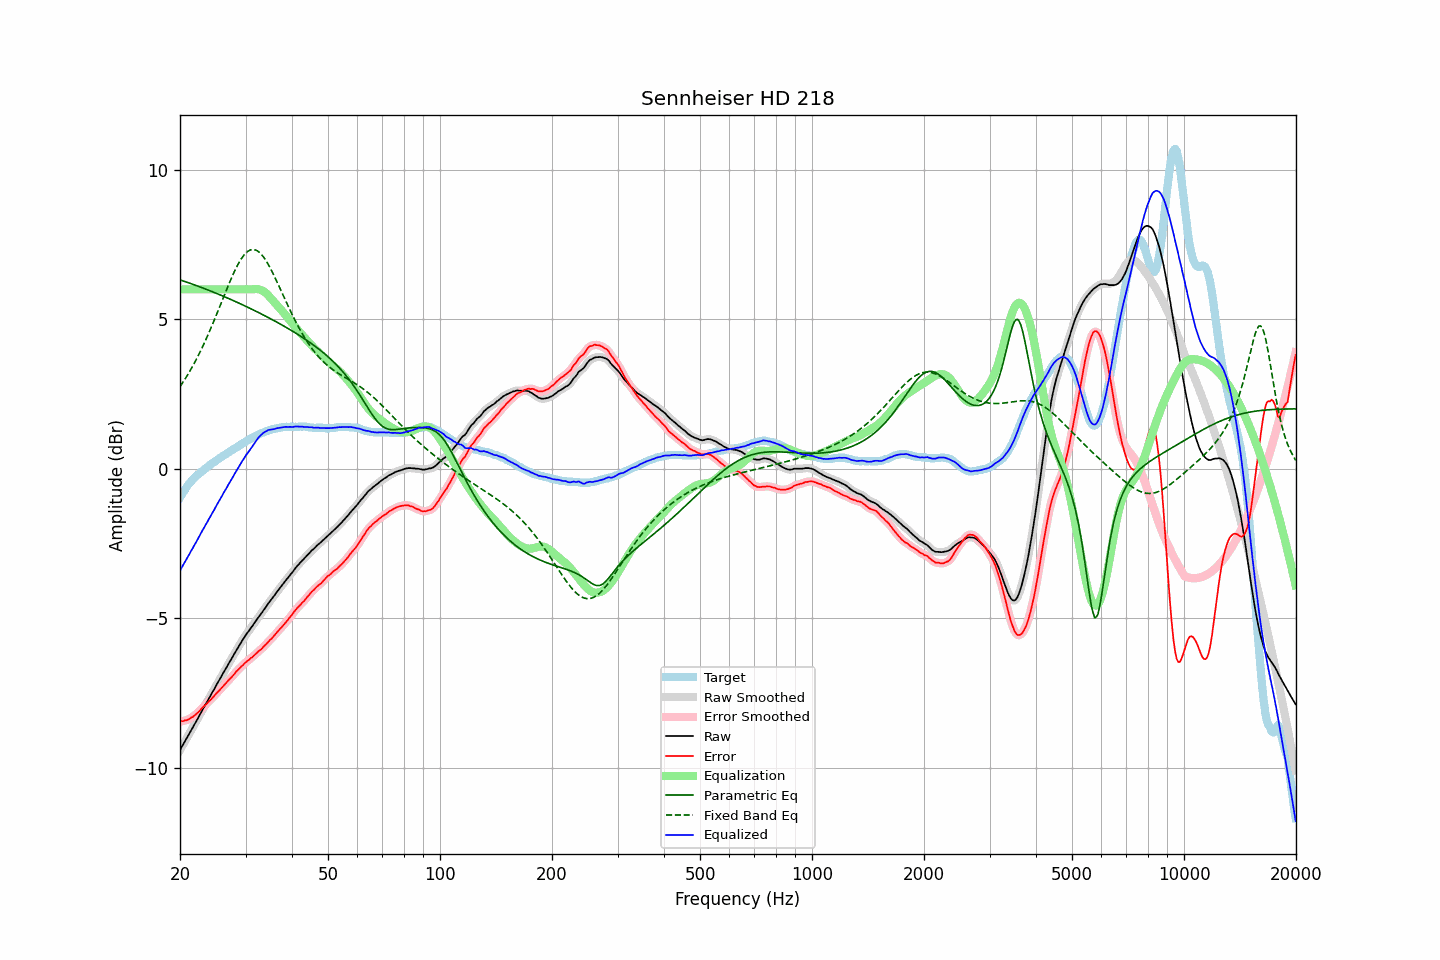 Sennheiser HD 218
Amplitude (dBr)
10
5
0
−5
−10
Target
Raw Smoothed
Error Smoothed
Raw
Error
Equalization
Parametric Eq
Fixed Band Eq
Equalized
20 50 100 200 500 1000 2000 5000 10000 20000
Frequency (Hz)